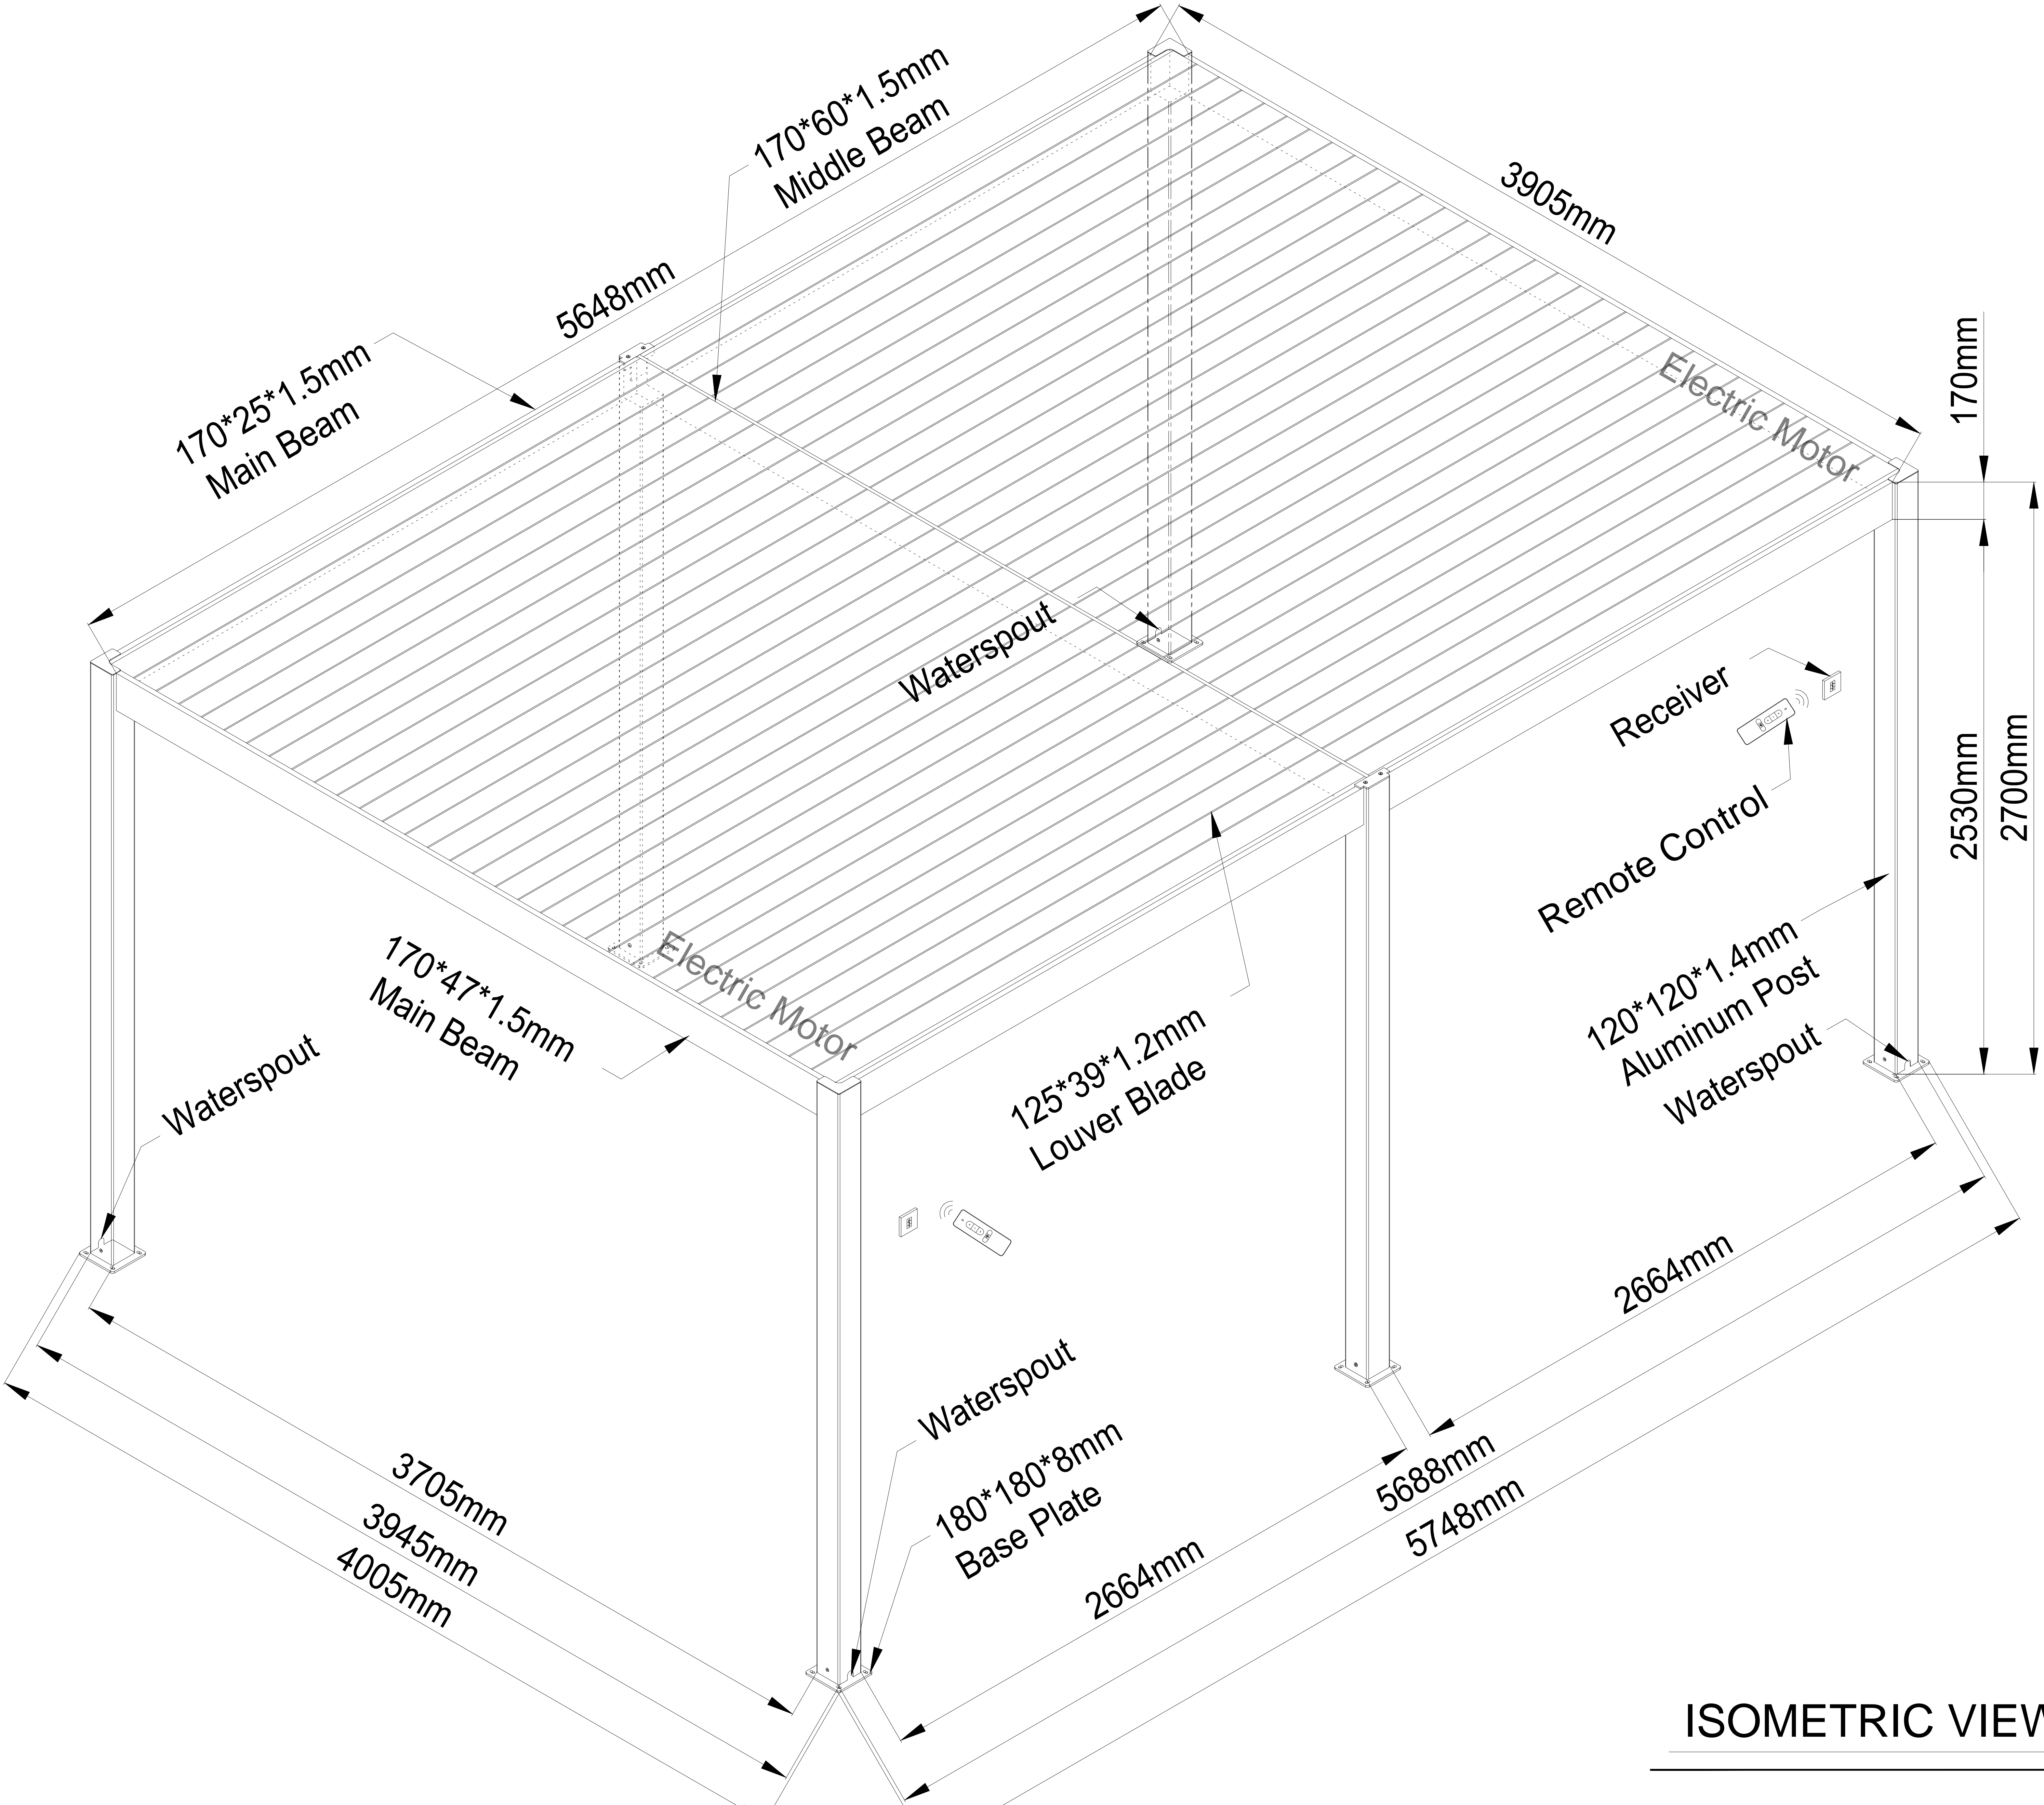 170*60*1.5mm
Middle Beam
3905mm
5648mm
170*25*1.5mm
Main Beam
170mm
Electric Motor
Waterspout
Receiver
2530mm
2700mm
Remote Control
120*120*1.4mm
Aluminum Post
Waterspout
170*47*1.5mm
Main Beam
Electric Motor
Waterspout
125*39*1.2mm
Louver Blade
2664mm
Waterspout
180*180*8mm
Base Plate
5688mm
5748mm
2664mm
3705mm
3945mm
4005mm
ISOMETRIC VIEW